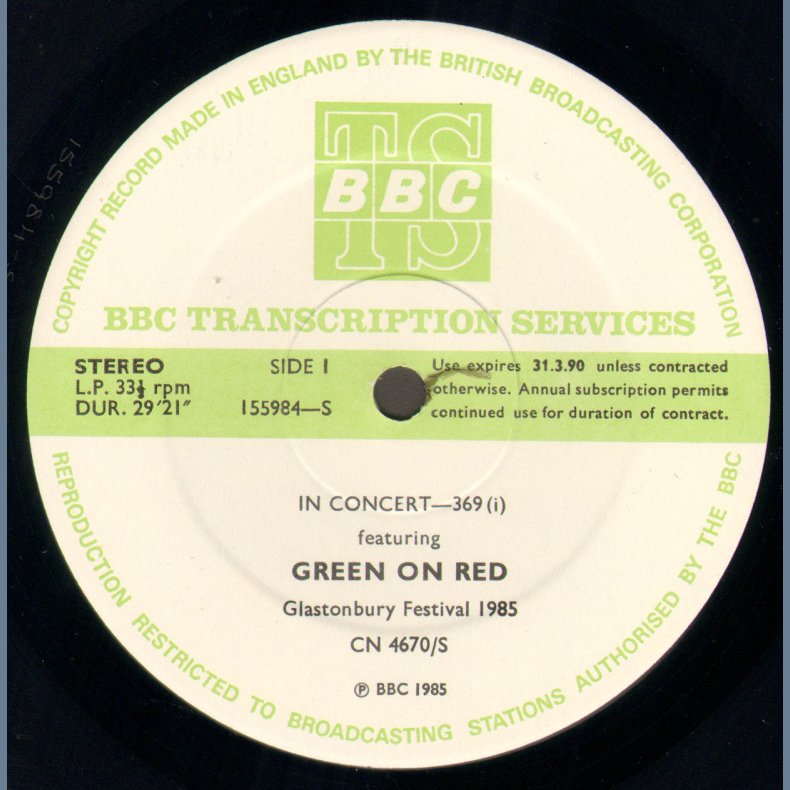 COPYRIGHT RECORD MADE IN ENGLAND BY THE BRITISH BROADCASTING CORPORATION
TS
BBC
TS
BBC TRANSCRIPTION SERVICES
STEREO
L.P. 33⅓ rpm
DUR. 29′21″
SIDE 1
155984—S
Use expires 31.3.90 unless contracted
otherwise. Annual subscription permits
continued use for duration of contract.
IN CONCERT—369 (i)
featuring
GREEN ON RED
Glastonbury Festival 1985
CN 4670/S
℗ BBC 1985
REPRODUCTION RESTRICTED TO BROADCASTING STATIONS AUTHORISED BY THE BBC
155984-S